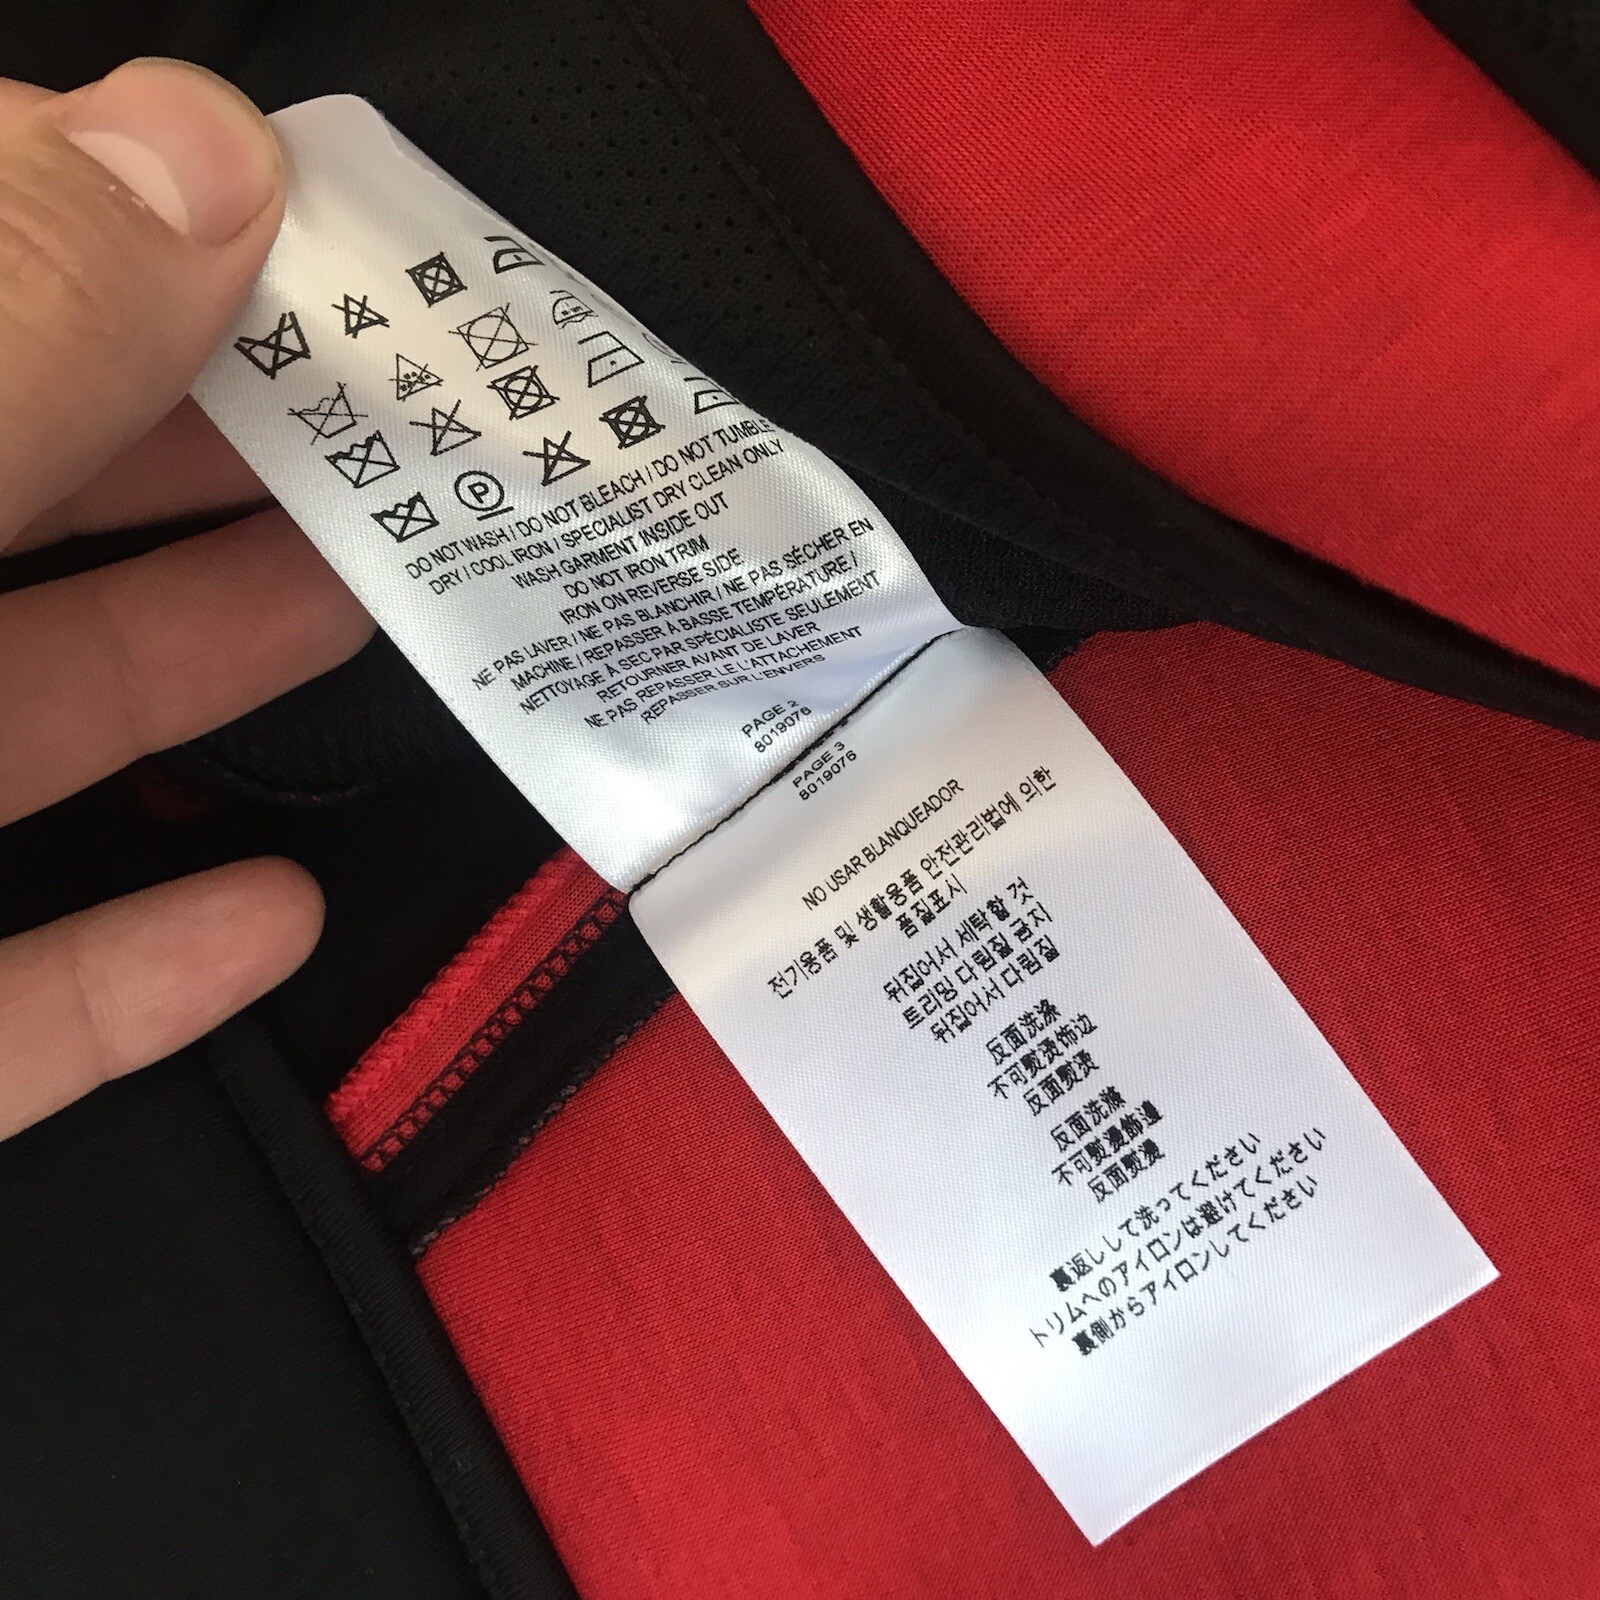 P
DO NOT WASH / DO NOT BLEACH / DO NOT TUMBLE
DRY / COOL IRON / SPECIALIST DRY CLEAN ONLY
WASH GARMENT INSIDE OUT
DO NOT IRON TRIM
IRON ON REVERSE SIDE
NE PAS LAVER / NE PAS BLANCHIR / NE PAS SÉCHER EN
MACHINE / REPASSER À BASSE TEMPÉRATURE /
NETTOYAGE À SEC PAR SPÉCIALISTE SEULEMENT
RETOURNER AVANT DE LAVER
NE PAS REPASSER LE L'ATTACHEMENT
REPASSER SUR L'ENVERS
PAGE 2
8019076
PAGE 3
8019076
NO USAR BLANQUEADOR
전기용품 및 생활용품 안전관리법에 의한
품질표시
뒤집어서 세탁할 것
트리밍 다림질 금지
뒤집어서 다림질
反面洗涤
不可熨烫饰边
反面熨烫
反面洗滌
不可熨燙飾邊
反面熨燙
裏返しして洗ってください
トリムへのアイロンは避けてください
裏側からアイロンしてください